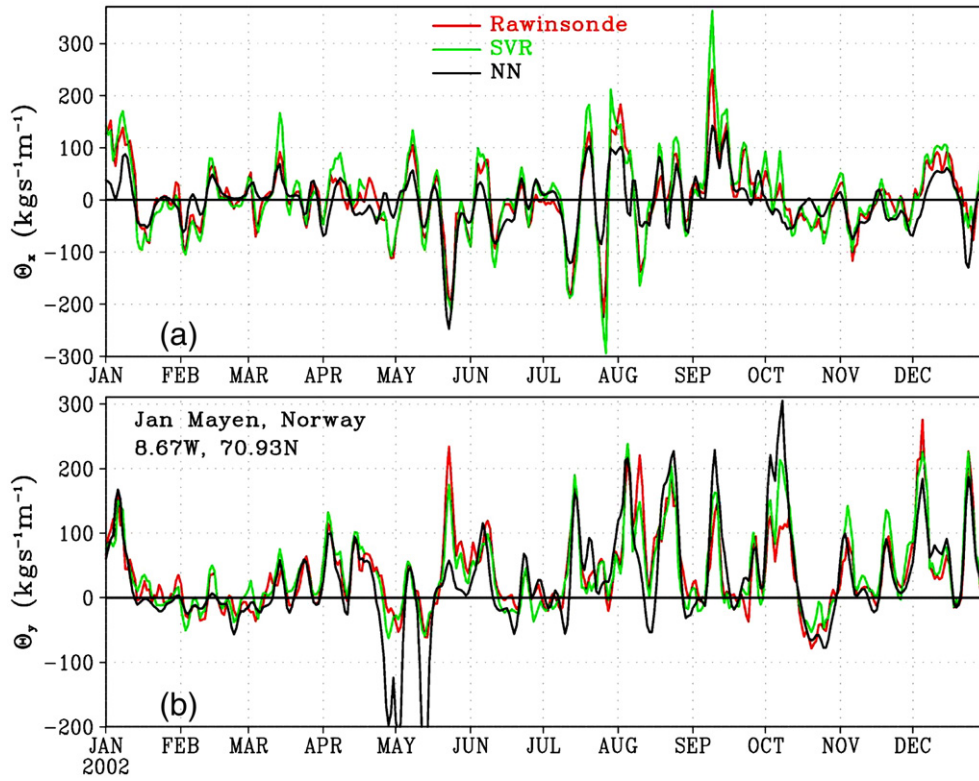 Rawinsonde
SVR
NN
300
200
100
0
-100
-200
-300
Θx (kgs⁻¹m⁻¹)
(a)
JAN FEB MAR APR MAY JUN JUL AUG SEP OCT NOV DEC
Jan Mayen, Norway
8.67W, 70.93N
300
200
100
0
-100
-200
Θy (kgs⁻¹m⁻¹)
(b)
JAN FEB MAR APR MAY JUN JUL AUG SEP OCT NOV DEC
2002